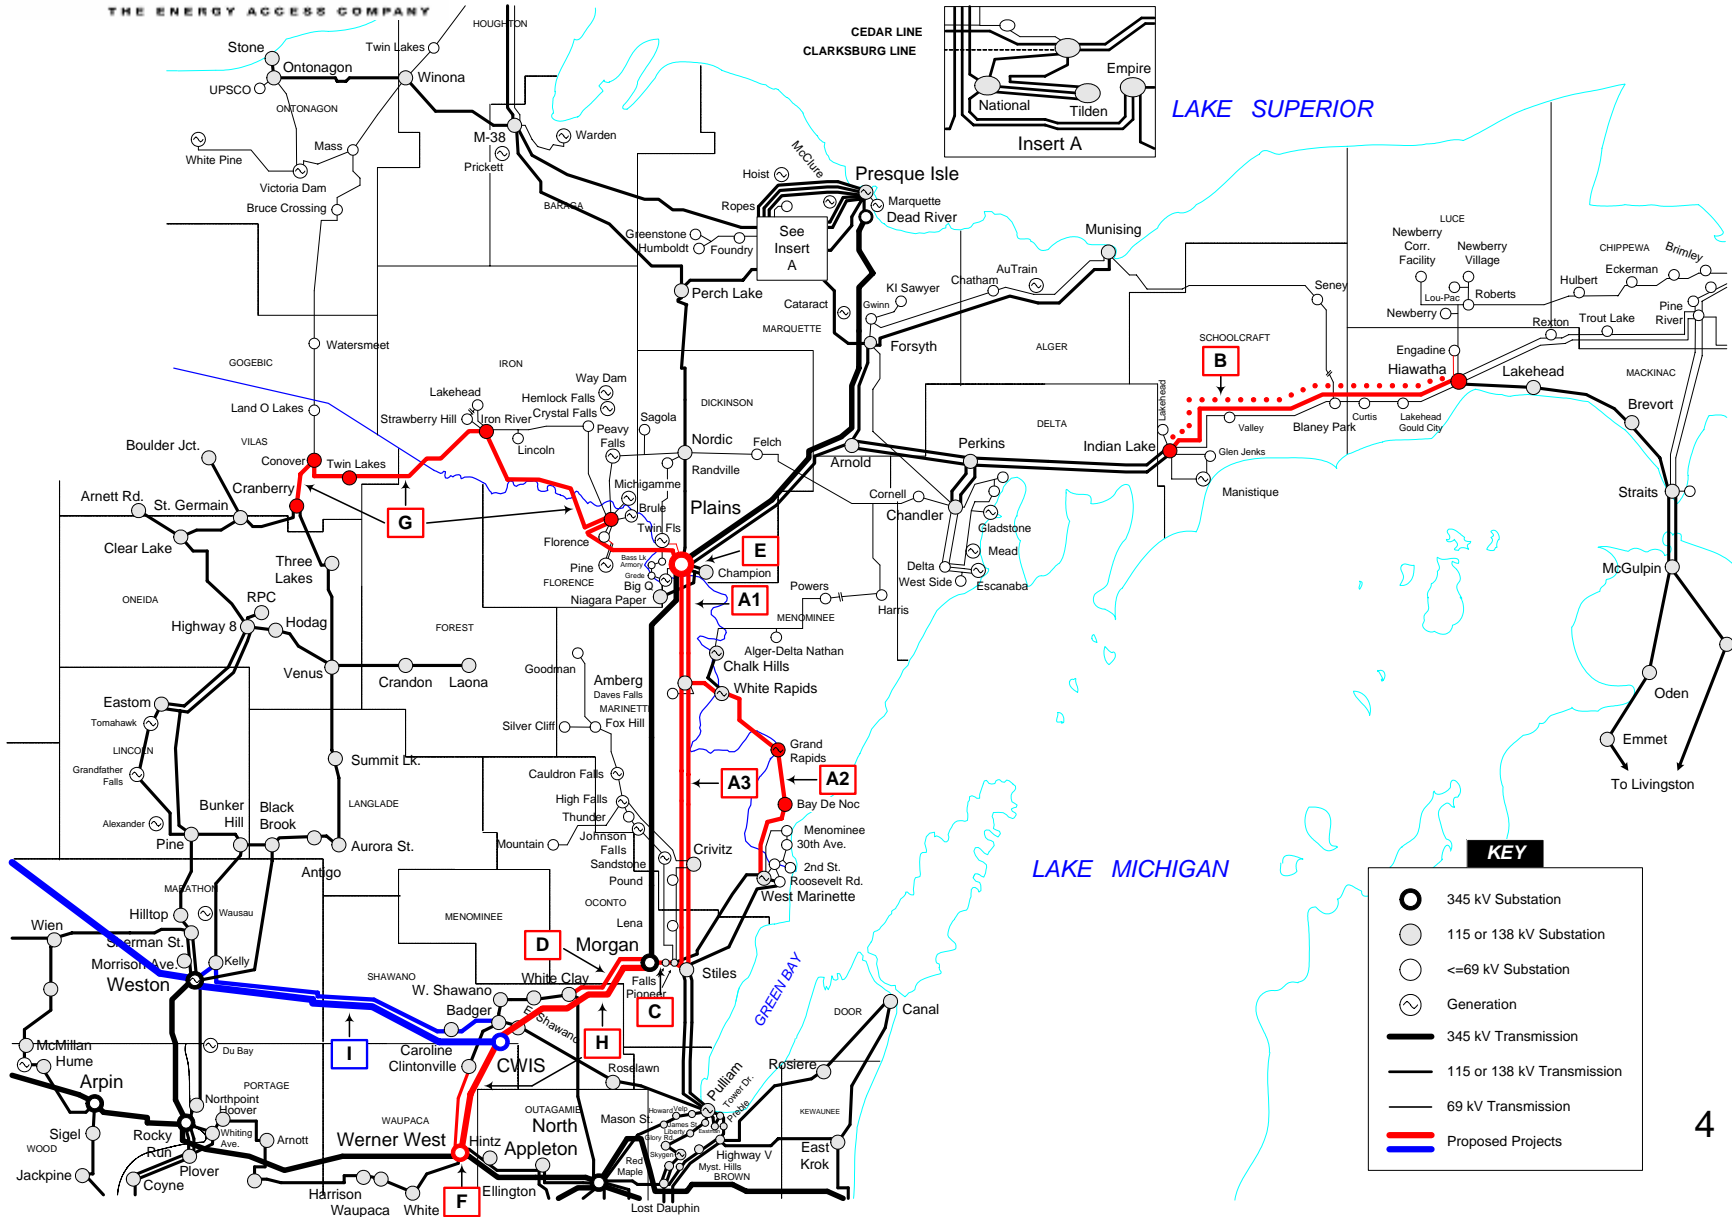 THE ENERGY ACCESS COMPANY
HOUGHTON
CEDAR LINE
CLARKSBURG LINE
Empire
National
Tilden
Insert A
LAKE SUPERIOR
Stone
Twin Lakes
Ontonagon
Winona
UPSCO
ONTONAGON
M-38
Warden
Prickett
Mass
White Pine
Victoria Dam
Bruce Crossing
BARAGA
Hoist
McClure
Presque Isle
Marquette
Dead River
Ropes
Greenstone
Humboldt
Foundry
See
Insert
A
Munising
LUCE
Newberry
Corr.
Facility
Newberry
Village
CHIPPEWA
Brimley
Eckerman
Hulbert
Perch Lake
Cataract
MARQUETTE
Gwinn
KI Sawyer
Chatham
AuTrain
Seney
Lou-Pac
Roberts
Newberry
Pine
River
Rexton
Trout Lake
Watersmeet
Forsyth
ALGER
SCHOOLCRAFT
Engadine
GOGEBIC
IRON
B
Hiawatha
Lakehead
MACKINAC
Way Dam
Hemlock Falls
Crystal Falls
DICKINSON
Lakehead
Strawberry Hill
Iron River
Land O Lakes
Sagola
Peavy
Falls
Lincoln
Nordic
Randville
Felch
DELTA
Lakehead
Valley
Blaney Park
Curtis
Lakehead
Gould City
Brevort
VILAS
Boulder Jct.
Conover
Twin Lakes
Cranberry
Arnold
Perkins
Indian Lake
Glen Jenks
Manistique
Straits
Arnett Rd.
St. Germain
Michigamme
Brule
Plains
Cornell
Chandler
Gladstone
G
Clear Lake
Florence
Twin Fls
E
Mead
Three
Lakes
Bass Lk
Armory
Grede
Pine
FLORENCE
Big Q
Niagara Paper
Champion
Delta
West Side
Escanaba
McGulpin
ONEIDA
RPC
Highway 8
Hodag
FOREST
A1
Powers
Harris
MENOMINEE
Alger-Delta Nathan
Chalk Hills
Venus
Crandon
Laona
Goodman
Amberg
Daves Falls
White Rapids
MARINETTE
Oden
Eastom
Tomahawk
LINCOLN
Silver Cliff
Fox Hill
Emmet
Grandfather
Falls
Summit Lk.
Cauldron Falls
A3
Grand
Rapids
A2
Bay De Noc
To Livingston
Bunker
Hill
Black
Brook
LANGLADE
Alexander
Pine
High Falls
Thunder
Johnson
Falls
Mountain
Sandstone
Crivitz
Menominee
30th Ave.
2nd St.
Roosevelt Rd.
West Marinette
Aurora St.
Antigo
Pound
LAKE MICHIGAN
KEY
345 kV Substation
115 or 138 kV Substation
<=69 kV Substation
Generation
345 kV Transmission
115 or 138 kV Transmission
69 kV Transmission
Proposed Projects
MARATHON
Hilltop
Wausau
Wien
Sherman St.
Morrison Ave.
Kelly
Weston
MENOMINEE
OCONTO
Lena
D
Morgan
Falls
Pioneer
Stiles
SHAWANO
White Clay
W. Shawano
Badger
E. Shawano
C
GREEN BAY
DOOR
Canal
McMillan
Hume
Du Bay
I
Caroline
Clintonville
CWIS
H
Roselawn
Rosiere
Arpin
PORTAGE
Northpoint
Hoover
Whiting
Ave.
WAUPACA
OUTAGAMIE
Pulliam
Tower Dr.
Preble
Mason St.
Howard
Velp
James St.
Liberty
Eastman
Glory Rd.
Skygen
KEWAUNEE
Sigel
WOOD
Rocky
Run
Plover
Arnott
Werner West
Hintz
North
Appleton
Red
Maple
Highway V
Myst. Hills
BROWN
East
Krok
Jackpine
Coyne
Harrison
Waupaca
White
F
Ellington
Lost Dauphin
4